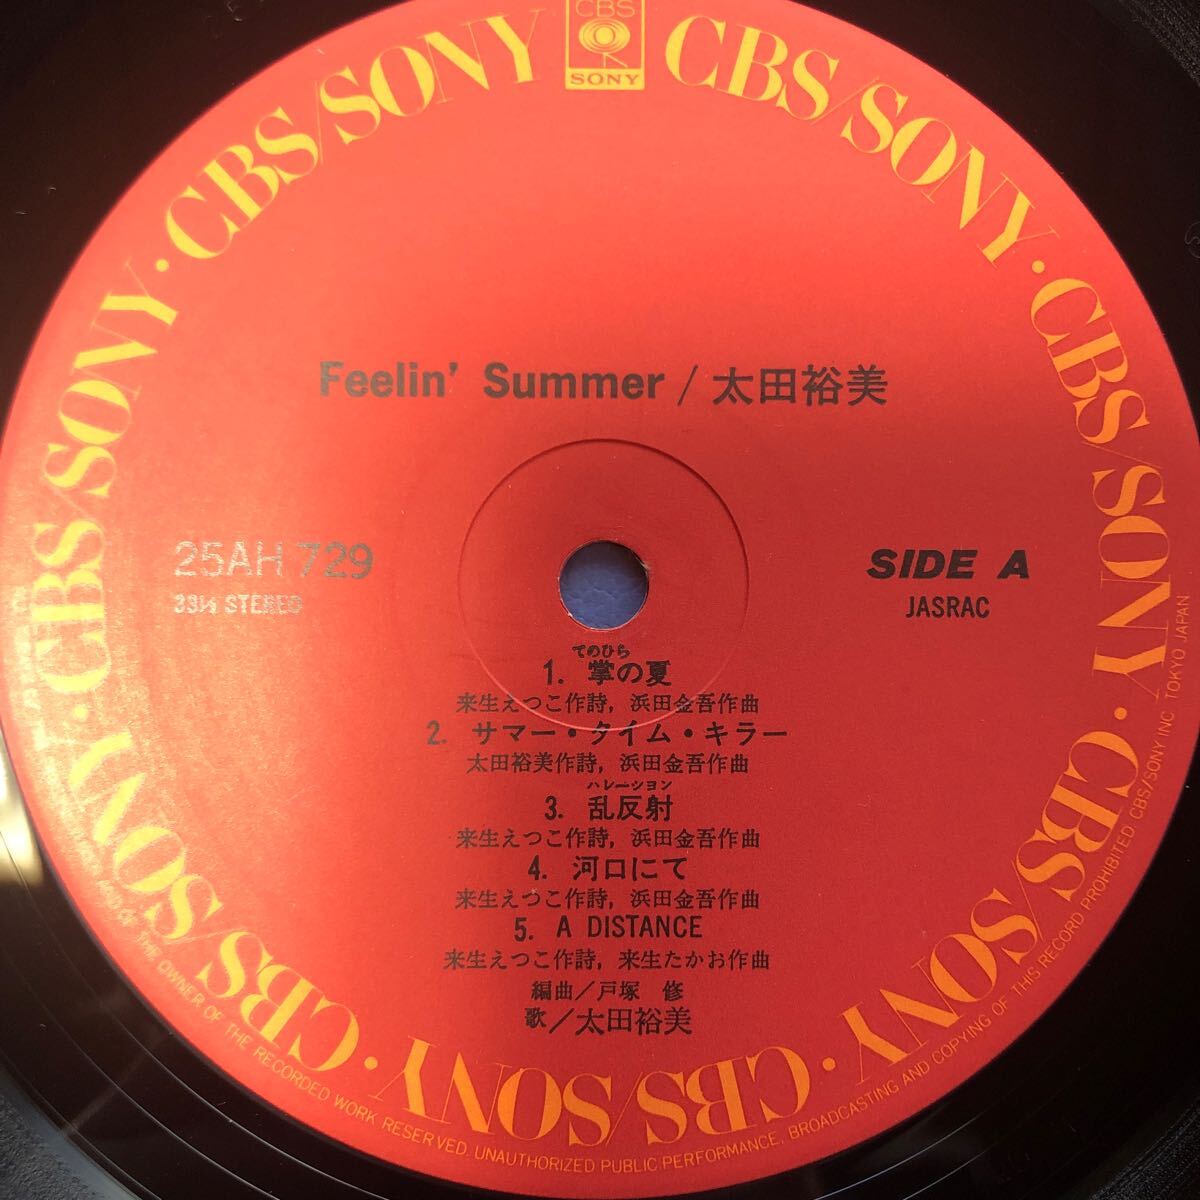 CBS
SONY
CBS/SONY · CBS/SONY · CBS/SONY · CBS/SONY · CBS/SONY · CBS/SONY · CBS/SONY · CBS/SONY
Feelin' Summer / 太田裕美
25AH 729
33⅓ STEREO
SIDE A
JASRAC
てのひら
1. 掌の夏
来生えつこ作詩, 浜田金吾作曲
2. サマー・タイム・キラー
太田裕美作詩, 浜田金吾作曲
ハレーション
3. 乱反射
来生えつこ作詩, 浜田金吾作曲
4. 河口にて
来生えつこ作詩, 浜田金吾作曲
5. A DISTANCE
来生えつこ作詩, 来生たかお作曲
編曲/戸塚 修
歌/太田裕美
OF THE OWNER OF THE RECORDED WORK RESERVED. UNAUTHORIZED PUBLIC PERFORMANCE, BROADCASTING AND COPYING OF THIS RECORD PROHIBITED CBS/SONY INC TOKYO JAPAN